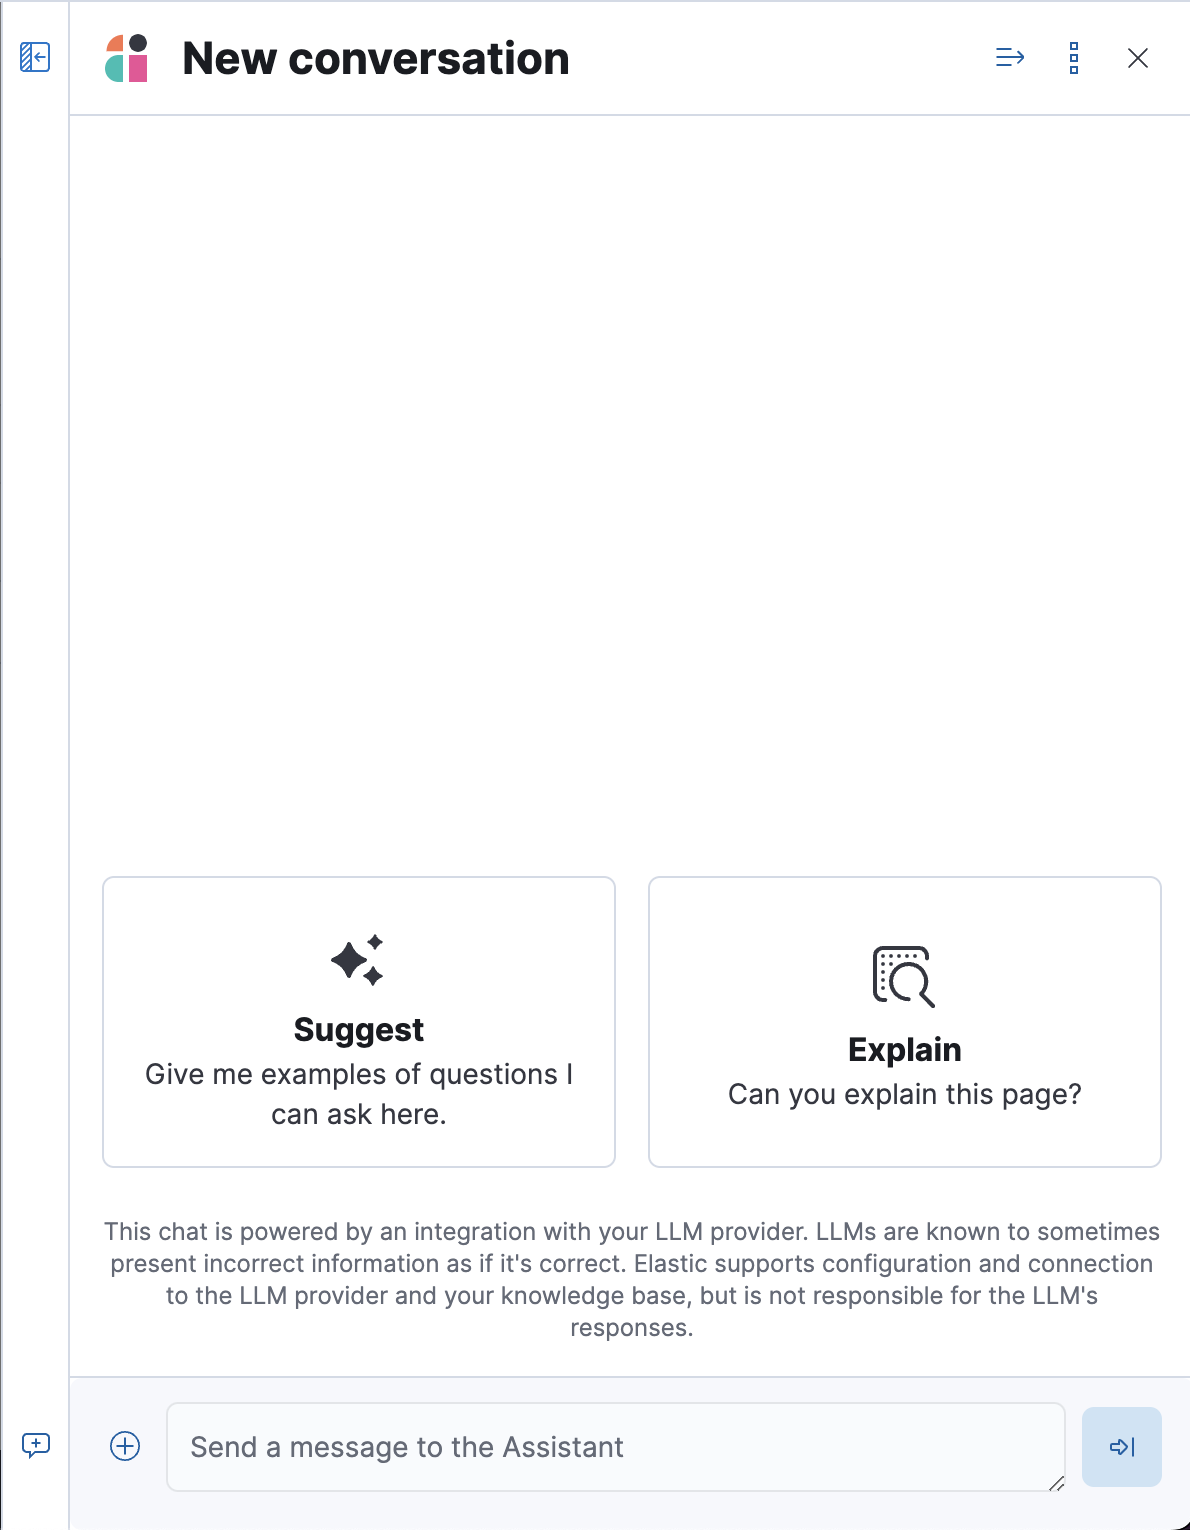 New conversation
Suggest
Give me examples of questions I
can ask here.
Explain
Can you explain this page?
This chat is powered by an integration with your LLM provider. LLMs are known to sometimes
present incorrect information as if it's correct. Elastic supports configuration and connection
to the LLM provider and your knowledge base, but is not responsible for the LLM's
responses.
Send a message to the Assistant